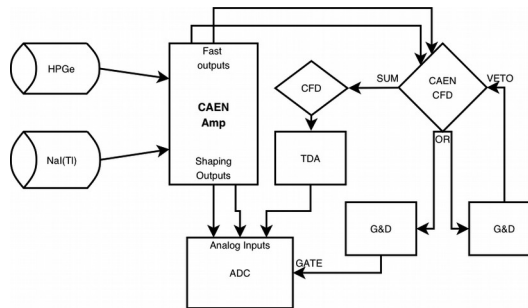 HPGe
NaI(Tl)
Fast
outputs
CAEN
Amp
Shaping
Outputs
CFD
SUM
CAEN
CFD
VETO
OR
TDA
G&D
G&D
Analog Inputs
ADC
GATE